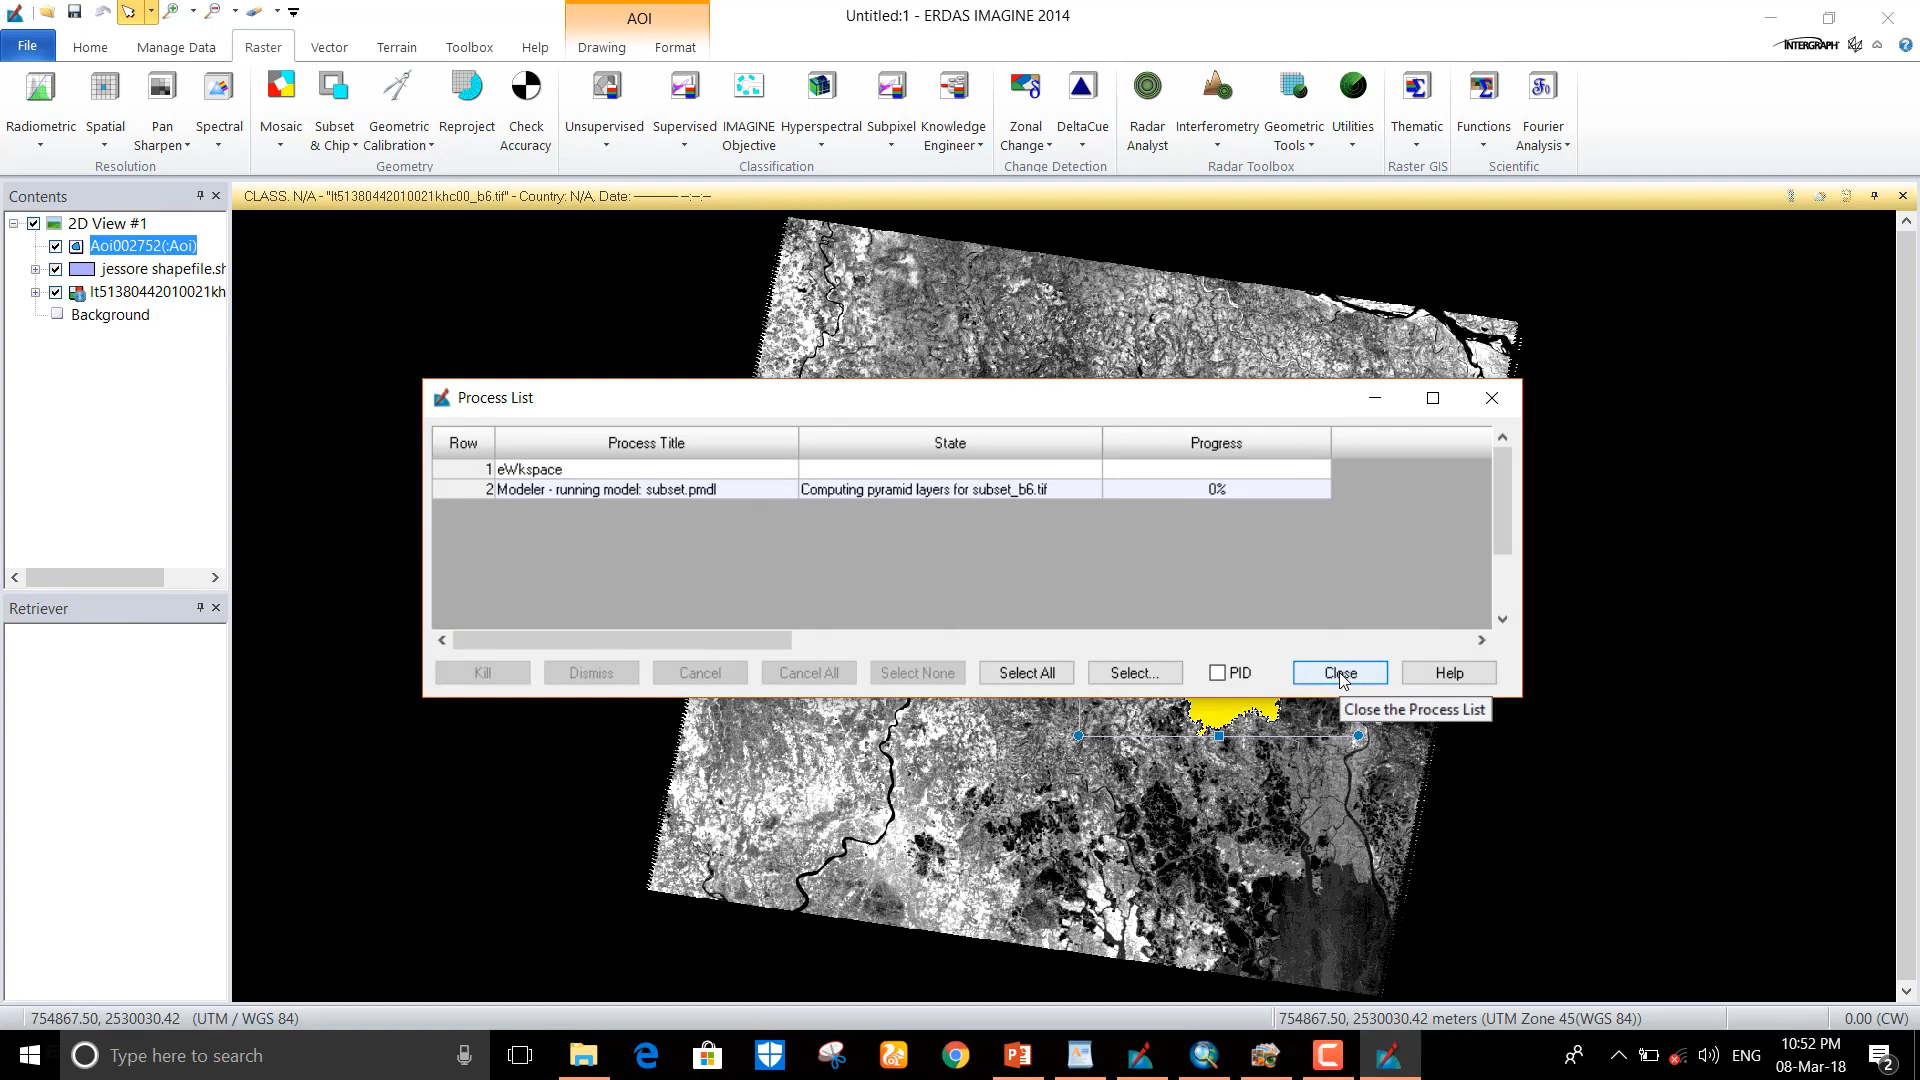 AOI
Untitled:1 - ERDAS IMAGINE 2014
File Home Manage Data Raster Vector Terrain Toolbox Help Drawing Format
INTERGRAPH
Radiometric Spatial Pan Sharpen Spectral
Resolution
Mosaic Subset & Chip Geometric Calibration Reproject Check Accuracy
Geometry
Unsupervised Supervised IMAGINE Objective Hyperspectral Subpixel Knowledge Engineer
Classification
Zonal Change DeltaCue
Change Detection
Radar Analyst Interferometry Geometric Tools Utilities
Radar Toolbox
Thematic
Raster GIS
Functions Fourier Analysis
Scientific
Contents
CLASS. N/A - "lt51380442010021khc00_b6.tif" - Country: N/A, Date: ---------- --:--:--
2D View #1
Aoi002752(:Aoi)
jessore shapefile.sh
lt51380442010021kh
Background
Process List
Row Process Title State Progress
1 eWkspace
2 Modeler - running model: subset.pmdl Computing pyramid layers for subset_b6.tif 0%
Kill Dismiss Cancel Cancel All Select None Select All Select... PID Close Help
Close the Process List
Retriever
754867.50, 2530030.42 (UTM / WGS 84)
754867.50, 2530030.42 meters (UTM Zone 45(WGS 84))
0.00 (CW)
Type here to search
ENG
10:52 PM
08-Mar-18
2